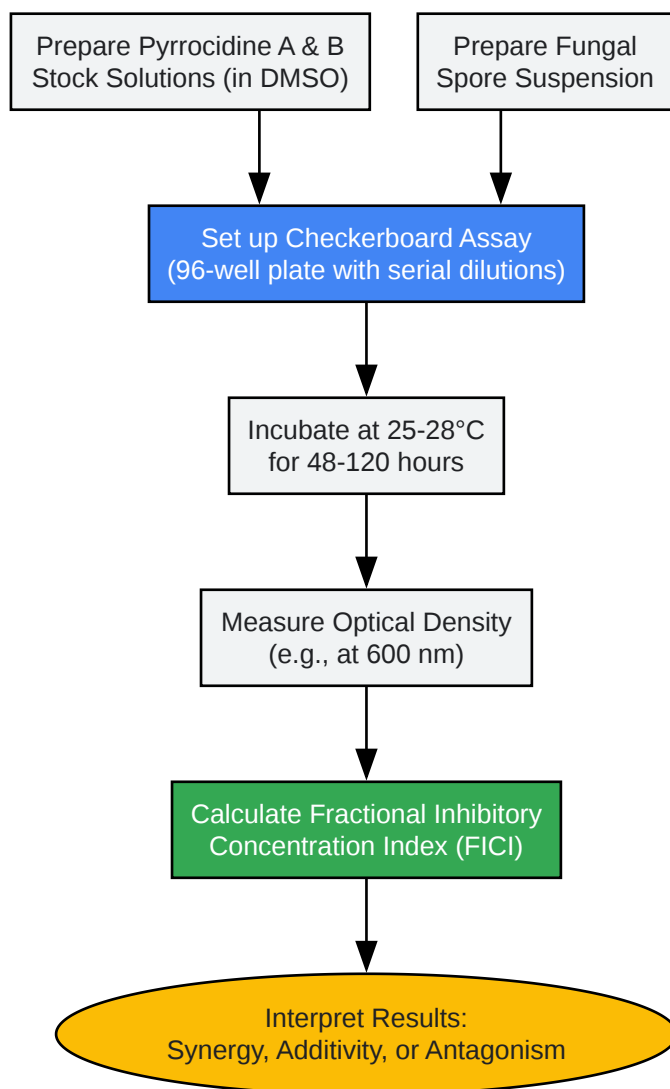 Prepare Pyrrocidine A & B
Stock Solutions (in DMSO)
Prepare Fungal
Spore Suspension
Set up Checkerboard Assay
(96-well plate with serial dilutions)
Incubate at 25-28°C
for 48-120 hours
Measure Optical Density
(e.g., at 600 nm)
Calculate Fractional Inhibitory
Concentration Index (FICI)
Interpret Results:
Synergy, Additivity, or Antagonism